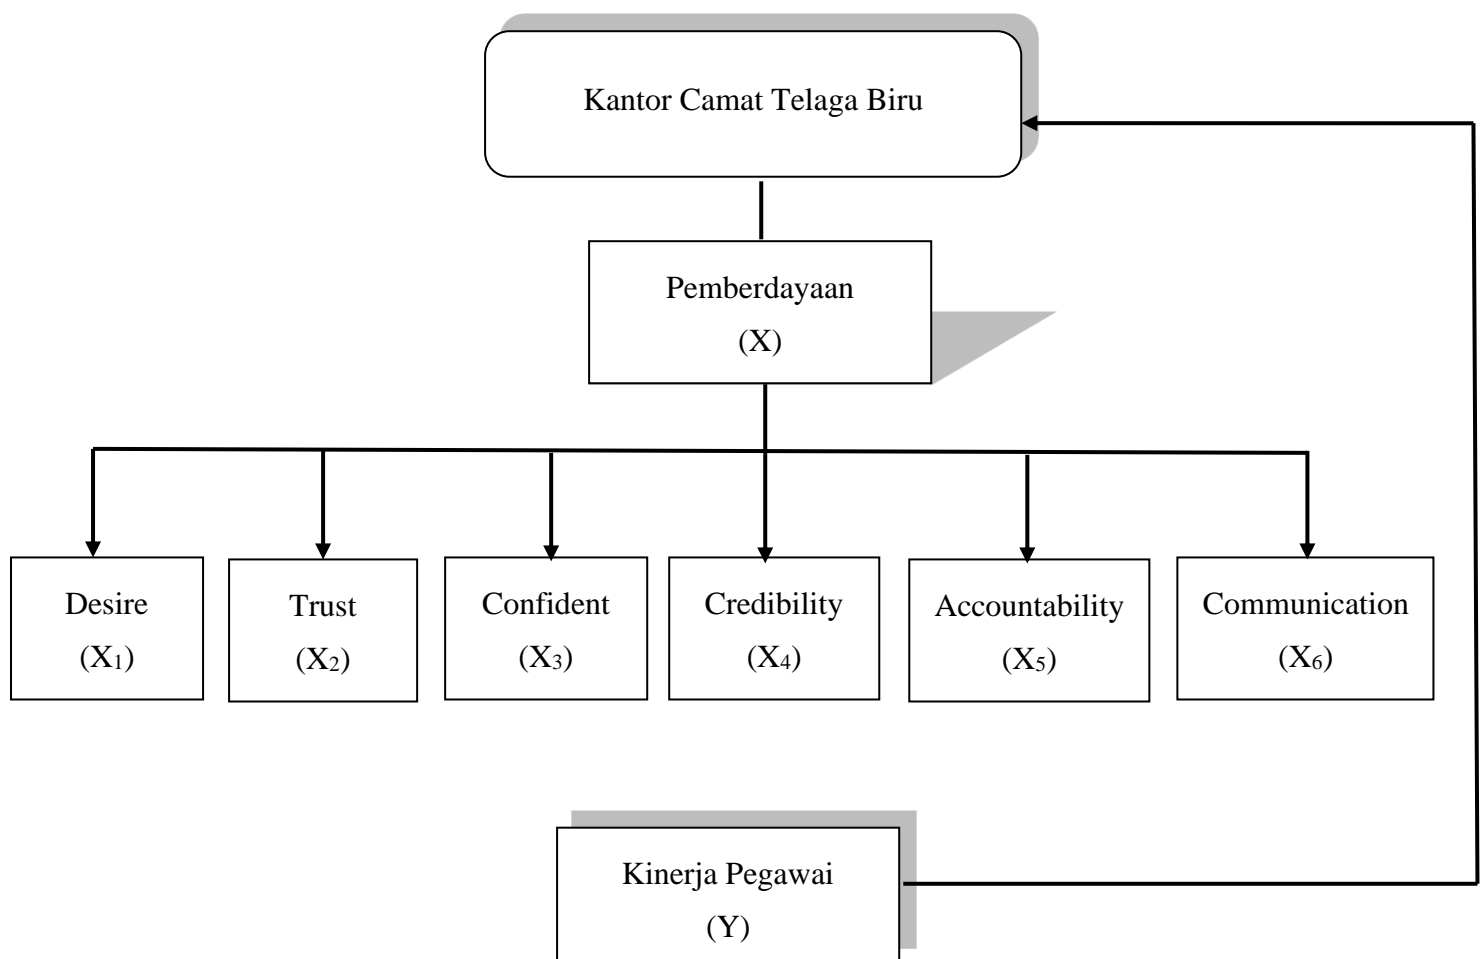 Kantor Camat Telaga Biru
Pemberdayaan
(X)
Desire
(X1)
Trust
(X2)
Confident
(X3)
Credibility
(X4)
Accountability
(X5)
Communication
(X6)
Kinerja Pegawai
(Y)